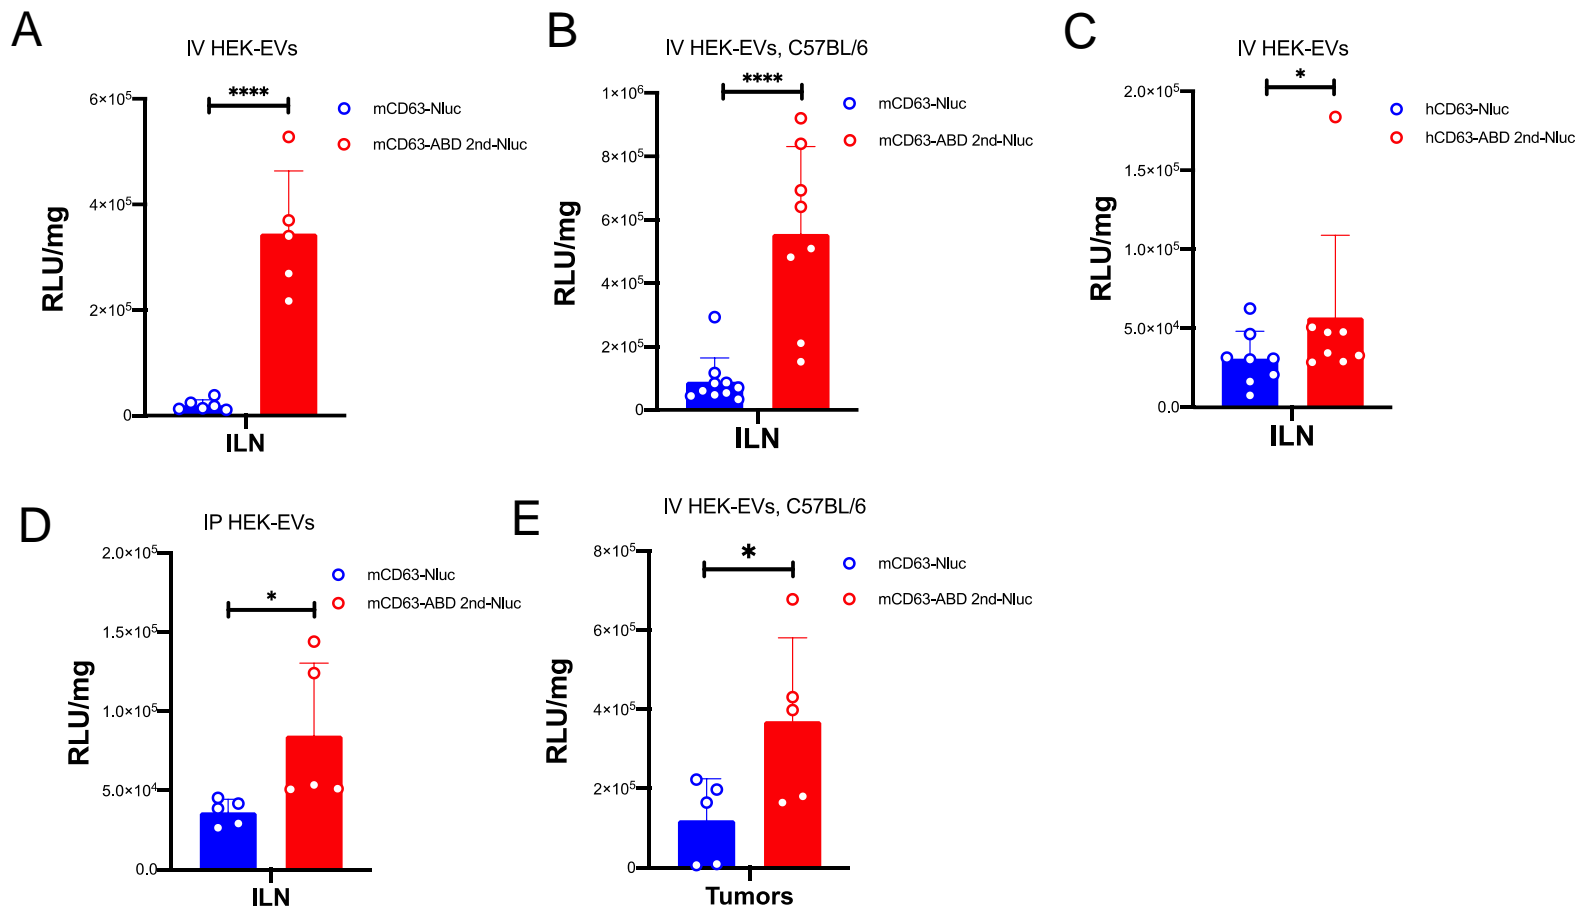 A
IV HEK-EVs
****
mCD63-Nluc
mCD63-ABD 2nd-Nluc
RLU/mg
6×10⁵
4×10⁵
2×10⁵
0
ILN
B
IV HEK-EVs, C57BL/6
****
mCD63-Nluc
mCD63-ABD 2nd-Nluc
RLU/mg
1×10⁶
8×10⁵
6×10⁵
4×10⁵
2×10⁵
0
ILN
C
IV HEK-EVs
*
hCD63-Nluc
hCD63-ABD 2nd-Nluc
RLU/mg
2.0×10⁵
1.5×10⁵
1.0×10⁵
5.0×10⁴
0.0
ILN
D
IP HEK-EVs
*
mCD63-Nluc
mCD63-ABD 2nd-Nluc
RLU/mg
2.0×10⁵
1.5×10⁵
1.0×10⁵
5.0×10⁴
0.0
ILN
E
IV HEK-EVs, C57BL/6
*
mCD63-Nluc
mCD63-ABD 2nd-Nluc
RLU/mg
8×10⁵
6×10⁵
4×10⁵
2×10⁵
0
Tumors